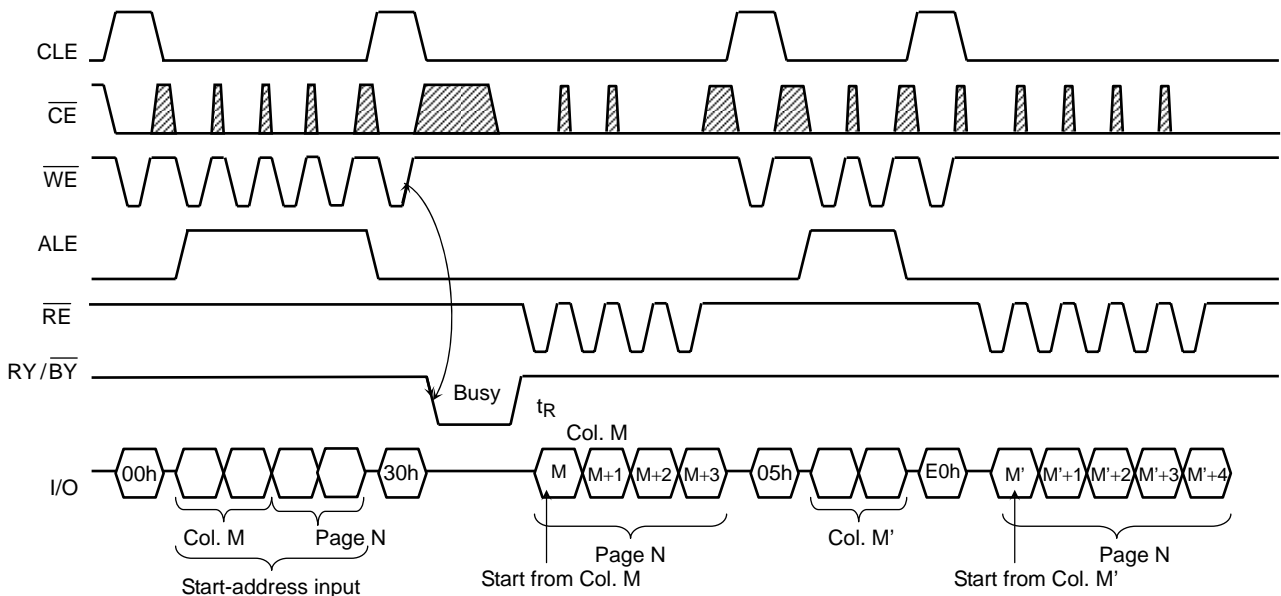 CLE
CE
WE
ALE
RE
RY/BY
Busy
tR
Col. M
I/O
00h
30h
M
M+1
M+2
M+3
05h
E0h
M'
M'+1
M'+2
M'+3
M'+4
Col. M
Page N
Page N
Col. M'
Page N
Start-address input
Start from Col. M
Start from Col. M'